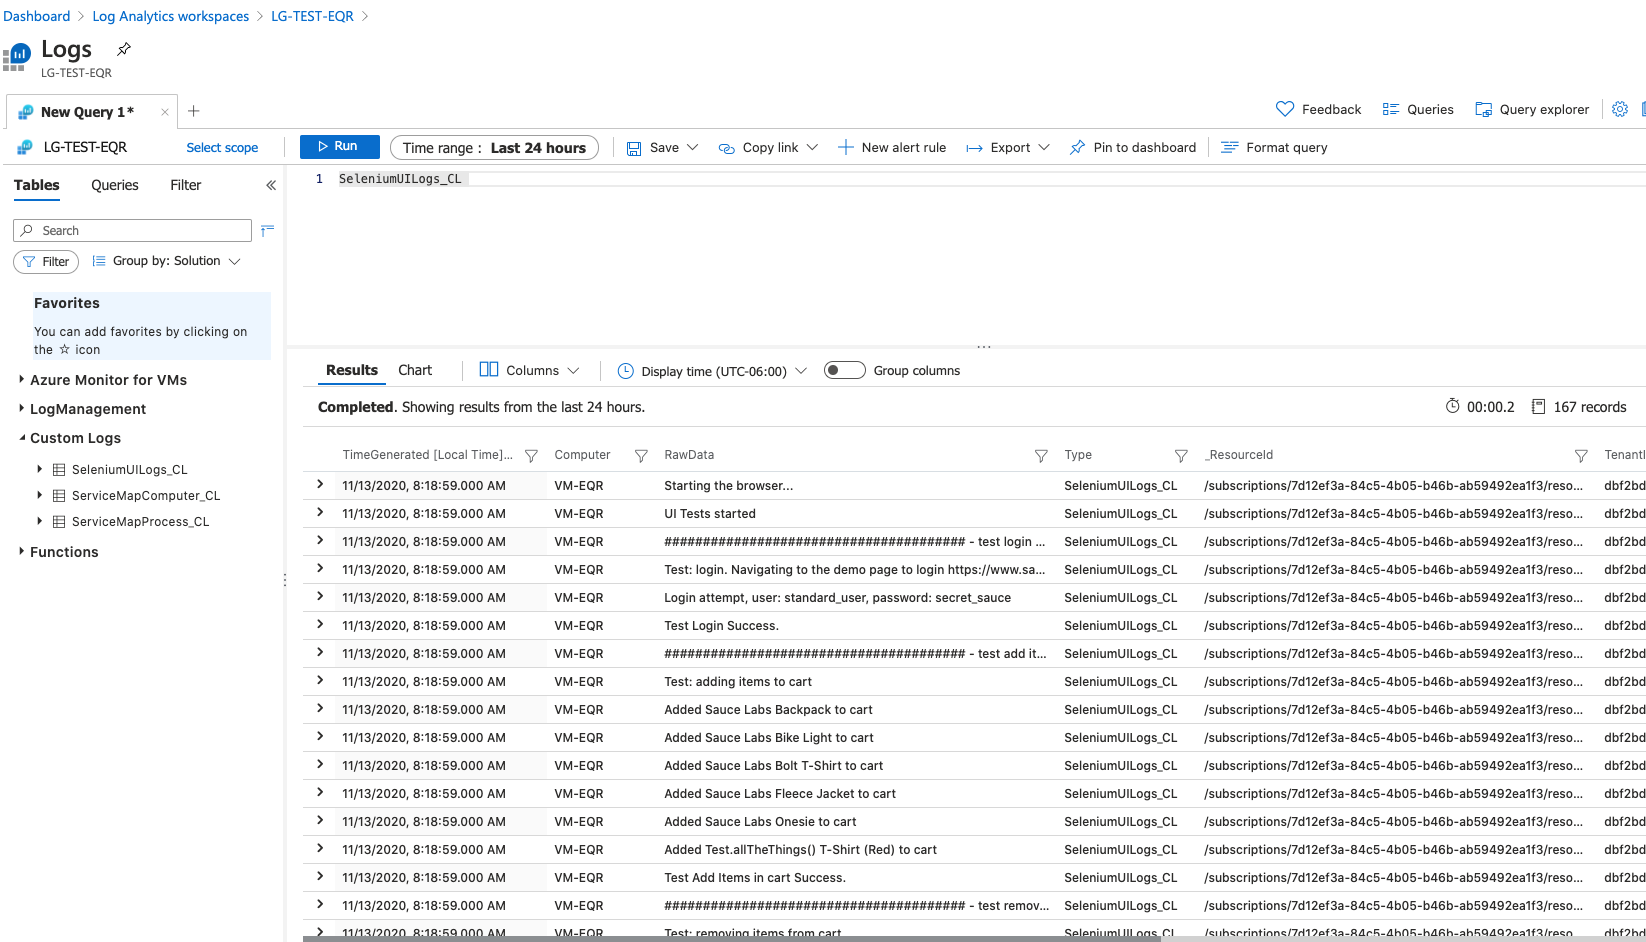 Dashboard > Log Analytics workspaces > LG-TEST-EQR >
Logs
LG-TEST-EQR
New Query 1*
Feedback Queries Query explorer
LG-TEST-EQR Select scope Run Time range : Last 24 hours Save Copy link New alert rule Export Pin to dashboard Format query
Tables Queries Filter «
1 SeleniumUILogs_CL
Search
Filter Group by: Solution
Favorites
You can add favorites by clicking on
the ☆ icon
Azure Monitor for VMs
LogManagement
Custom Logs
SeleniumUILogs_CL
ServiceMapComputer_CL
ServiceMapProcess_CL
Functions
Results Chart Columns Display time (UTC-06:00) Group columns
Completed. Showing results from the last 24 hours. 00:00.2 167 records
TimeGenerated [Local Time]... Computer RawData Type _ResourceId TenantI
11/13/2020, 8:18:59.000 AM VM-EQR Starting the browser... SeleniumUILogs_CL /subscriptions/7d12ef3a-84c5-4b05-b46b-ab59492ea1f3/reso... dbf2bd
11/13/2020, 8:18:59.000 AM VM-EQR UI Tests started SeleniumUILogs_CL /subscriptions/7d12ef3a-84c5-4b05-b46b-ab59492ea1f3/reso... dbf2bd
11/13/2020, 8:18:59.000 AM VM-EQR ####################################### - test login ... SeleniumUILogs_CL /subscriptions/7d12ef3a-84c5-4b05-b46b-ab59492ea1f3/reso... dbf2bd
11/13/2020, 8:18:59.000 AM VM-EQR Test: login. Navigating to the demo page to login https://www.sa... SeleniumUILogs_CL /subscriptions/7d12ef3a-84c5-4b05-b46b-ab59492ea1f3/reso... dbf2bd
11/13/2020, 8:18:59.000 AM VM-EQR Login attempt, user: standard_user, password: secret_sauce SeleniumUILogs_CL /subscriptions/7d12ef3a-84c5-4b05-b46b-ab59492ea1f3/reso... dbf2bd
11/13/2020, 8:18:59.000 AM VM-EQR Test Login Success. SeleniumUILogs_CL /subscriptions/7d12ef3a-84c5-4b05-b46b-ab59492ea1f3/reso... dbf2bd
11/13/2020, 8:18:59.000 AM VM-EQR ####################################### - test add it... SeleniumUILogs_CL /subscriptions/7d12ef3a-84c5-4b05-b46b-ab59492ea1f3/reso... dbf2bd
11/13/2020, 8:18:59.000 AM VM-EQR Test: adding items to cart SeleniumUILogs_CL /subscriptions/7d12ef3a-84c5-4b05-b46b-ab59492ea1f3/reso... dbf2bd
11/13/2020, 8:18:59.000 AM VM-EQR Added Sauce Labs Backpack to cart SeleniumUILogs_CL /subscriptions/7d12ef3a-84c5-4b05-b46b-ab59492ea1f3/reso... dbf2bd
11/13/2020, 8:18:59.000 AM VM-EQR Added Sauce Labs Bike Light to cart SeleniumUILogs_CL /subscriptions/7d12ef3a-84c5-4b05-b46b-ab59492ea1f3/reso... dbf2bd
11/13/2020, 8:18:59.000 AM VM-EQR Added Sauce Labs Bolt T-Shirt to cart SeleniumUILogs_CL /subscriptions/7d12ef3a-84c5-4b05-b46b-ab59492ea1f3/reso... dbf2bd
11/13/2020, 8:18:59.000 AM VM-EQR Added Sauce Labs Fleece Jacket to cart SeleniumUILogs_CL /subscriptions/7d12ef3a-84c5-4b05-b46b-ab59492ea1f3/reso... dbf2bd
11/13/2020, 8:18:59.000 AM VM-EQR Added Sauce Labs Onesie to cart SeleniumUILogs_CL /subscriptions/7d12ef3a-84c5-4b05-b46b-ab59492ea1f3/reso... dbf2bd
11/13/2020, 8:18:59.000 AM VM-EQR Added Test.allTheThings() T-Shirt (Red) to cart SeleniumUILogs_CL /subscriptions/7d12ef3a-84c5-4b05-b46b-ab59492ea1f3/reso... dbf2bd
11/13/2020, 8:18:59.000 AM VM-EQR Test Add Items in cart Success. SeleniumUILogs_CL /subscriptions/7d12ef3a-84c5-4b05-b46b-ab59492ea1f3/reso... dbf2bd
11/13/2020, 8:18:59.000 AM VM-EQR ####################################### - test remov... SeleniumUILogs_CL /subscriptions/7d12ef3a-84c5-4b05-b46b-ab59492ea1f3/reso... dbf2bd
11/13/2020, 8:18:59.000 AM VM-EQR Test: removing items from cart SeleniumUILogs_CL /subscriptions/7d12ef3a-84c5-4b05-b46b-ab59492ea1f3/reso... dbf2bd